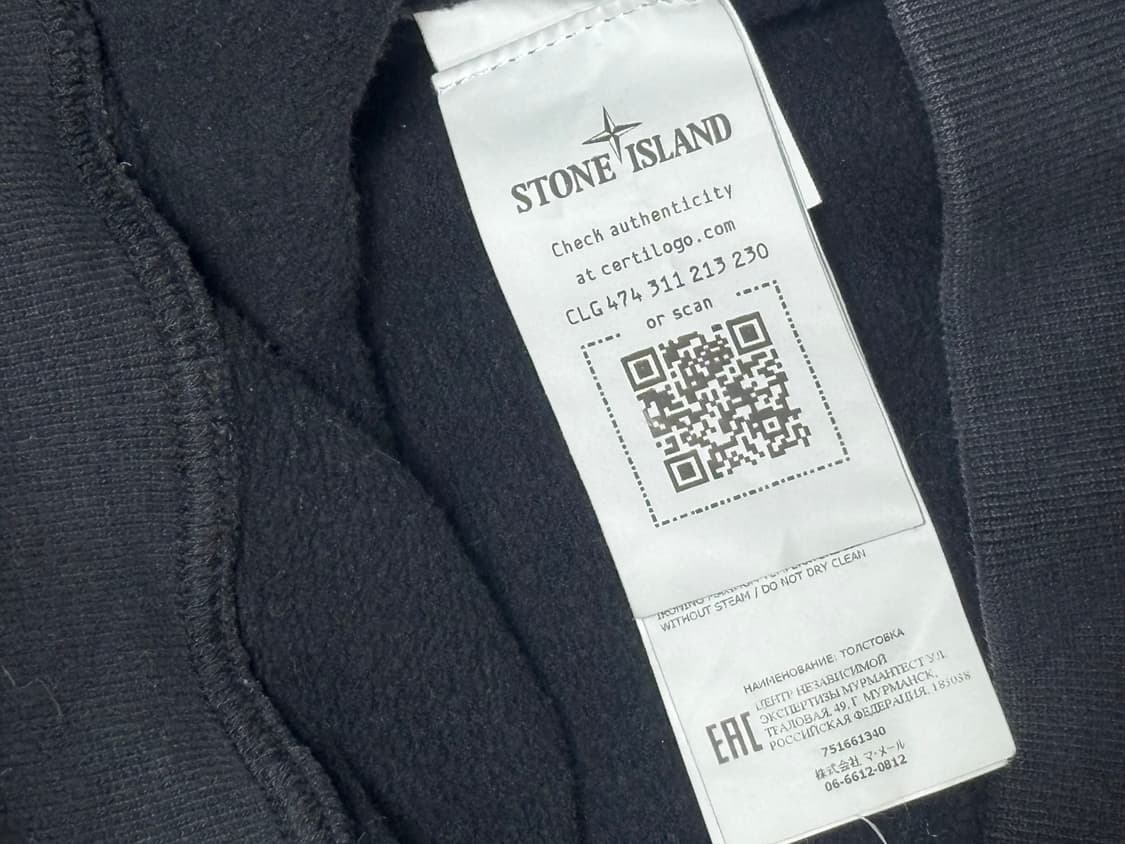 STONE ISLAND
Check authenticity
at certilogo.com
CLG 474 311 213 230
or scan
IRONING MAXIMUM
WITHOUT STEAM / DO NOT DRY CLEAN
НАИМЕНОВАНИЕ: ТОЛСТОВКА
ЦЕНТР НЕЗАВИСИМОЙ
ЭКСПЕРТИЗЫ МУРМАНТЕСТ УЛ.
ТРАЛОВАЯ, 49, Г. МУРМАНСК,
РОССИЙСКАЯ ФЕДЕРАЦИЯ, 183038
EAC
751661340
株式会社 マ・メール
06-6612-0812